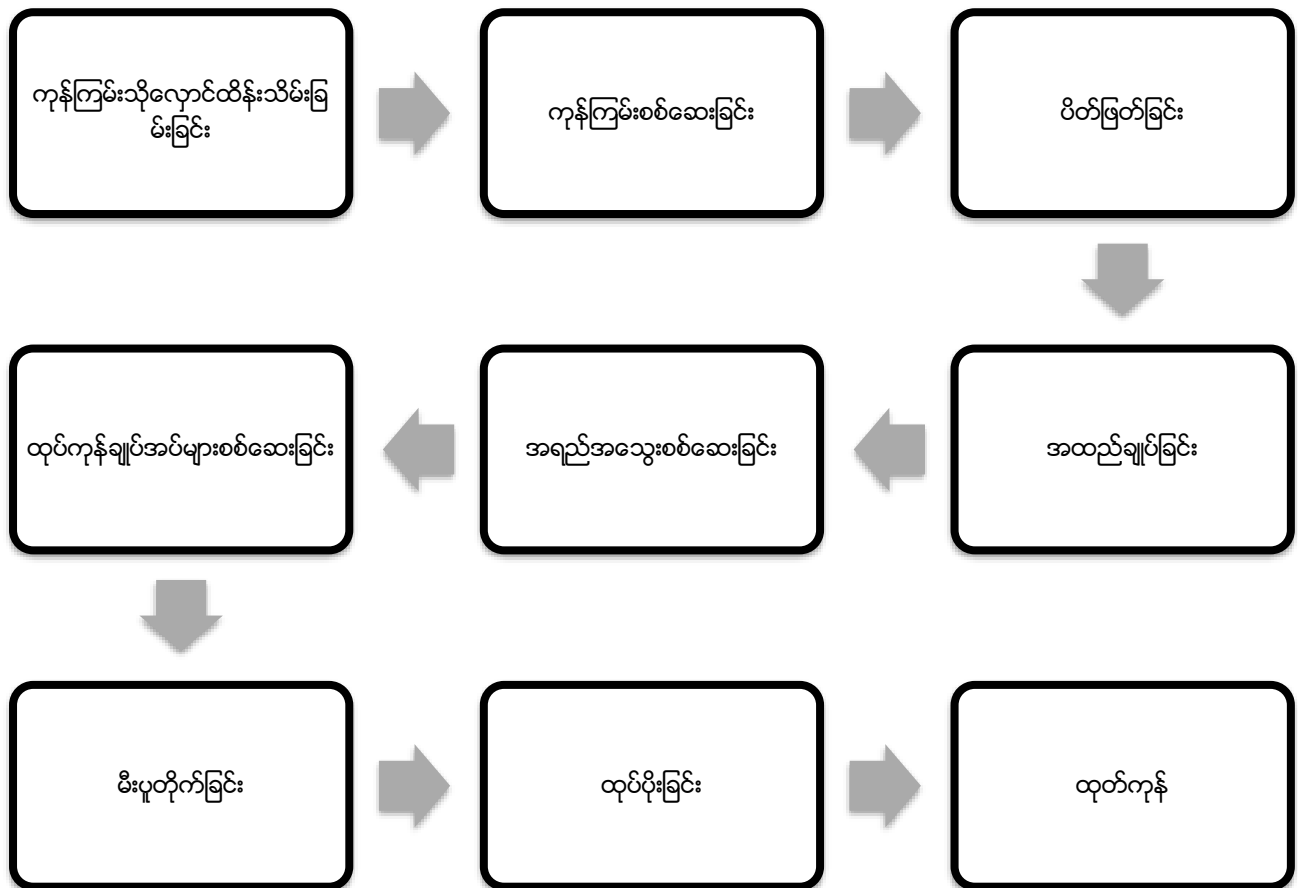 ကုန်ကြမ်းသိုလှောင်ထိန်းသိမ်းခြ
မ်းခြင်း
ကုန်ကြမ်းစစ်ဆေးခြင်း
ပိတ်ဖြတ်ခြင်း
အထည်ချုပ်ခြင်း
အရည်အသွေးစစ်ဆေးခြင်း
ထုပ်ကုန်ချုပ်အပ်များစစ်ဆေးခြင်း
မီးပူတိုက်ခြင်း
ထုပ်ပိုးခြင်း
ထုတ်ကုန်